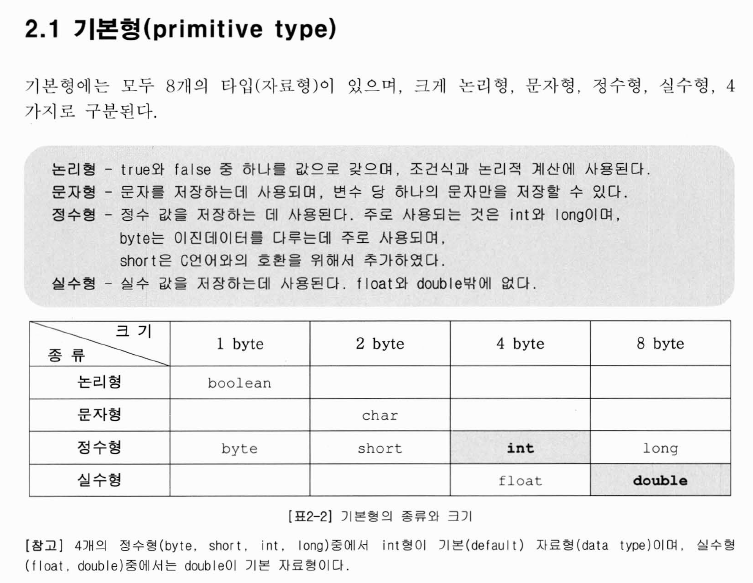 2.1 기본형(primitive type)
기본형에는 모두 8개의 타입(자료형)이 있으며, 크게 논리형, 문자형, 정수형, 실수형, 4
가지로 구분된다.
논리형 - true와 false 중 하나를 값으로 갖으며, 조건식과 논리적 계산에 사용된다.
문자형 - 문자를 저장하는데 사용되며, 변수 당 하나의 문자만을 저장할 수 있다.
정수형 - 정수 값을 저장하는 데 사용된다. 주로 사용되는 것은 int와 long이며,
byte는 이진데이터를 다루는데 주로 사용되며,
short은 C언어와의 호환을 위해서 추가하였다.
실수형 - 실수 값을 저장하는데 사용된다. float와 double밖에 없다.
크 기
종 류
1 byte 2 byte 4 byte 8 byte
논리형 boolean
문자형 char
정수형 byte short int long
실수형 float double
[표2-2] 기본형의 종류와 크기
[참고] 4개의 정수형(byte, short, int, long)중에서 int형이 기본(default) 자료형(data type)이며, 실수형
(float, double)중에서는 double이 기본 자료형이다.